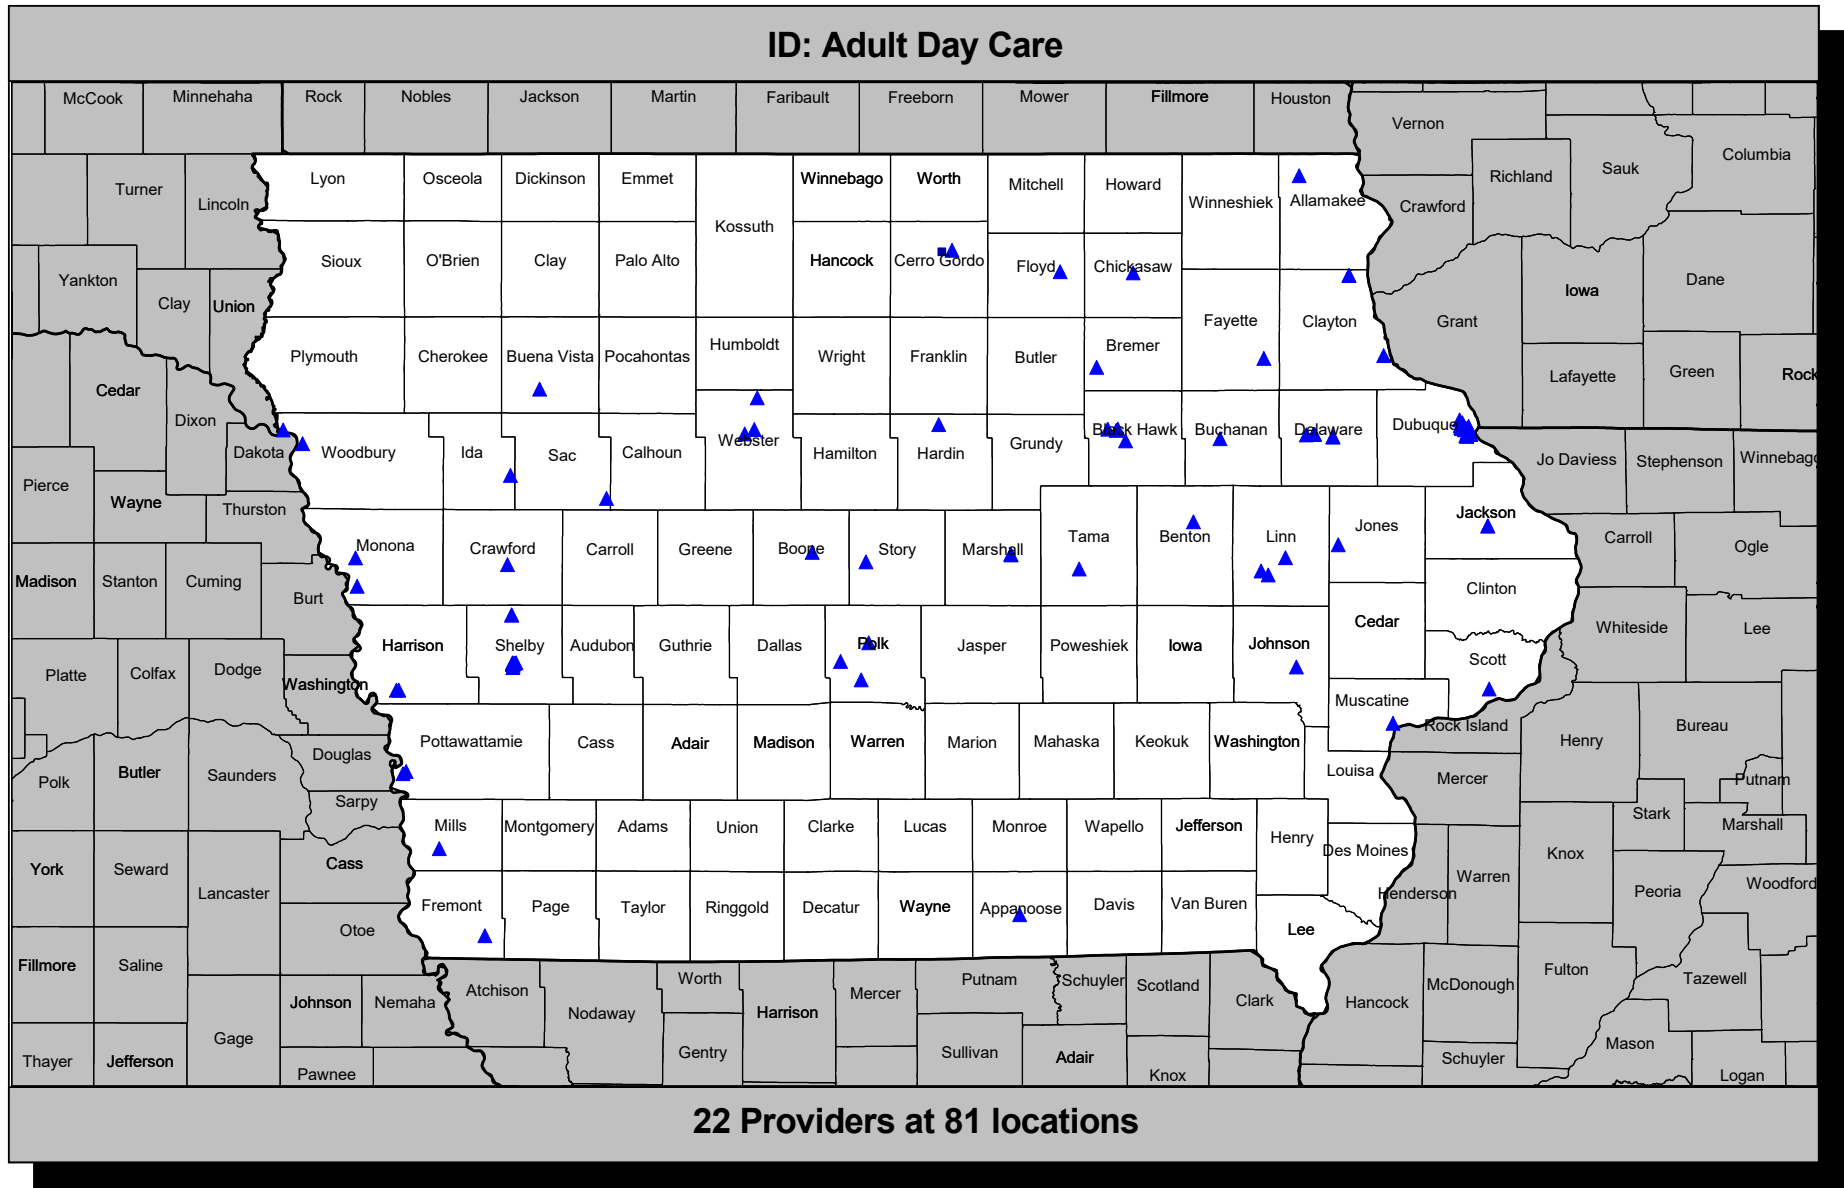 ID: Adult Day Care
McCook Minnehaha Rock Nobles Jackson Martin Faribault Freeborn Mower Fillmore Houston
Vernon
Turner Lincoln Lyon Osceola Dickinson Emmet Kossuth Winnebago Worth Mitchell Howard Winneshiek Allamakee Crawford Richland Sauk Columbia
Yankton Clay Union Sioux O'Brien Clay Palo Alto Hancock Cerro Gordo Floyd Chickasaw Iowa Dane
Cedar Dixon Plymouth Cherokee Buena Vista Pocahontas Humboldt Wright Franklin Butler Bremer Fayette Clayton Grant Lafayette Green Rock
Pierce Dakota Woodbury Ida Sac Calhoun Webster Hamilton Hardin Grundy Black Hawk Buchanan Delaware Dubuque Jo Daviess Stephenson Winnebago
Wayne Thurston
Madison Stanton Cuming Burt Monona Crawford Carroll Greene Boone Story Marshall Tama Benton Linn Jones Jackson Carroll Ogle
Clinton
Platte Colfax Dodge Washington Harrison Shelby Audubon Guthrie Dallas Polk Jasper Poweshiek Iowa Johnson Cedar Scott Whiteside Lee
Muscatine Rock Island
Polk Butler Saunders Douglas Sarpy Pottawattamie Cass Adair Madison Warren Marion Mahaska Keokuk Washington Louisa Mercer Henry Bureau Putnam
York Seward Lancaster Cass Mills Montgomery Adams Union Clarke Lucas Monroe Wapello Jefferson Henry Des Moines Knox Stark Marshall
Otoe Fremont Page Taylor Ringgold Decatur Wayne Appanoose Davis Van Buren Lee Henderson Warren Peoria Woodford
Fillmore Saline Johnson Nemaha Atchison Nodaway Worth Harrison Mercer Putnam Schuyler Scotland Clark Hancock McDonough Fulton Tazewell
Thayer Jefferson Gage Pawnee Gentry Sullivan Adair Knox Schuyler Mason Logan
22 Providers at 81 locations